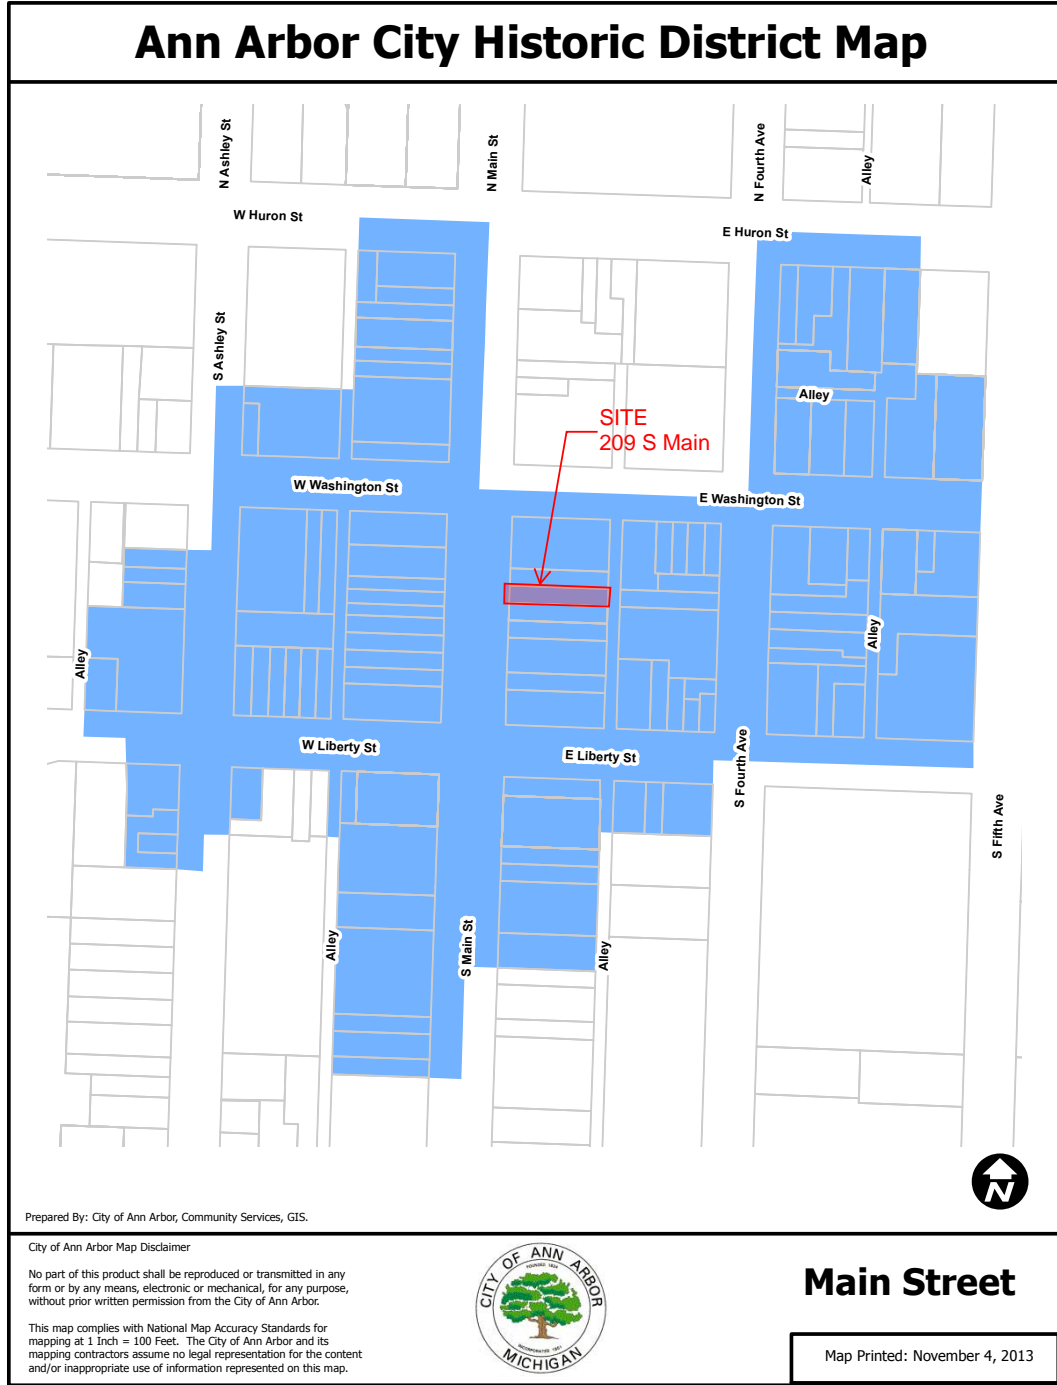 Ann Arbor City Historic District Map
N Ashley St
N Main St
N Fourth Ave
Alley
W Huron St
E Huron St
S Ashley St
Alley
SITE
209 S Main
W Washington St
E Washington St
Alley
Alley
W Liberty St
E Liberty St
S Fourth Ave
S Fifth Ave
Alley
S Main St
Alley
N
Prepared By: City of Ann Arbor, Community Services, GIS.
City of Ann Arbor Map Disclaimer
No part of this product shall be reproduced or transmitted in any
form or by any means, electronic or mechanical, for any purpose,
without prior written permission from the City of Ann Arbor.
This map complies with National Map Accuracy Standards for
mapping at 1 Inch = 100 Feet. The City of Ann Arbor and its
mapping contractors assume no legal representation for the content
and/or inappropriate use of information represented on this map.
CITY OF ANN ARBOR
FOUNDED 1824
INCORPORATED 1851
MICHIGAN
Main Street
Map Printed: November 4, 2013